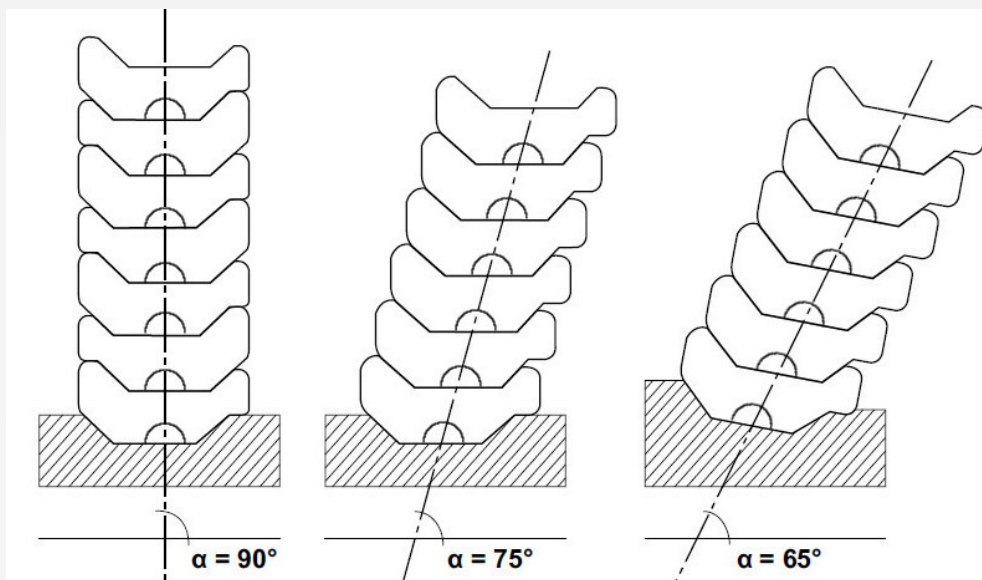 α = 90°
α = 75°
α = 65°